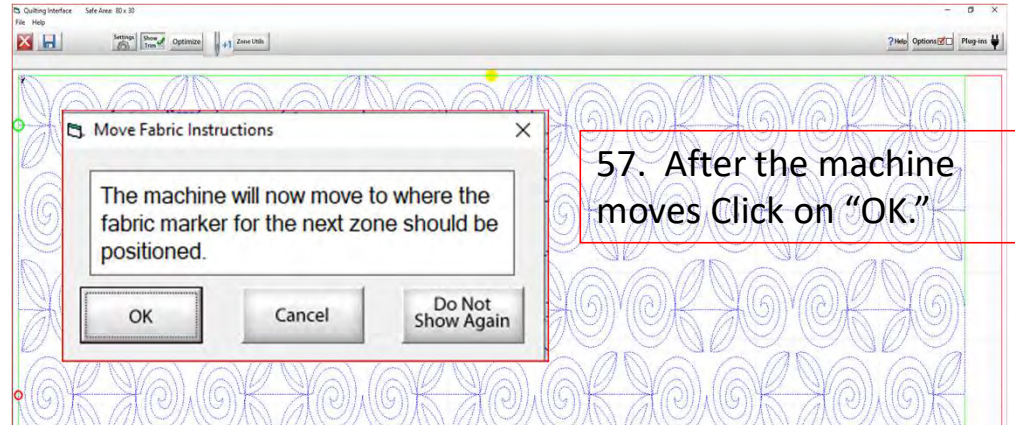 Quilting Interface Safe Area: 80 x 30
File Help
Settings Show Trim Optimize +1 Zone Utils ?Help Options Plug-ins
Move Fabric Instructions
The machine will now move to where the
fabric marker for the next zone should be
positioned.
OK Cancel Do Not
Show Again
57. After the machine
moves Click on “OK.”